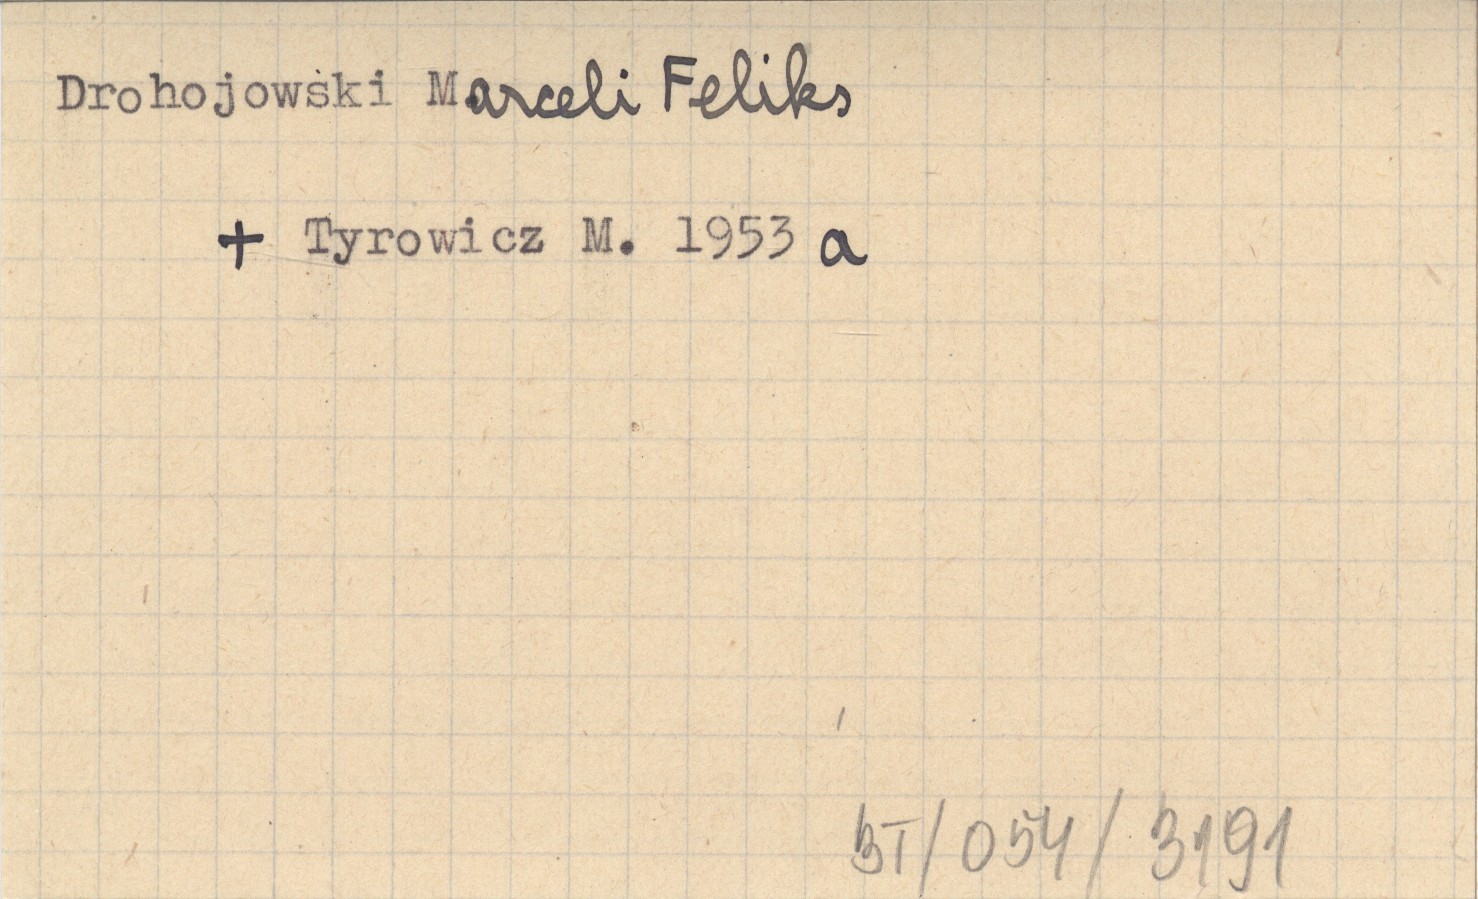 Drohojowski Marceli Feliks
+ Tyrowicz M. 1953 a
BT/054/3191